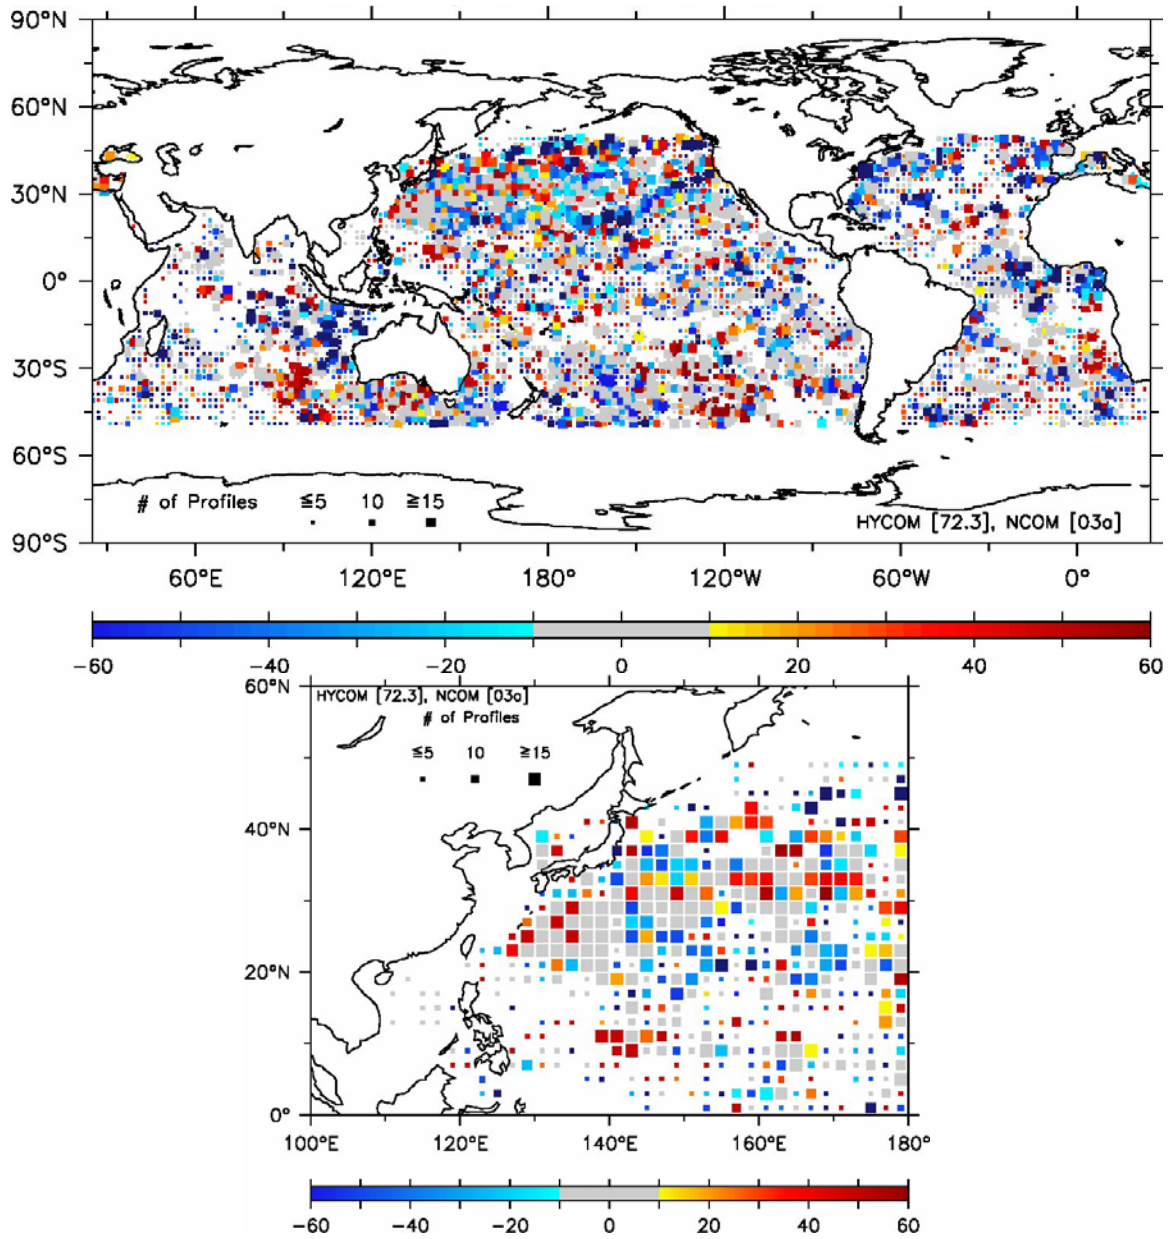 90°N
60°N
30°N
0°
30°S
60°S
90°S
# of Profiles ≦5 10 ≧15
HYCOM [72.3], NCOM [03a]
60°E 120°E 180° 120°W 60°W 0°
−60 −40 −20 0 20 40 60
60°N
HYCOM [72.3], NCOM [03a]
# of Profiles
≦5 10 ≧15
40°N
20°N
0°
100°E 120°E 140°E 160°E 180°
−60 −40 −20 0 20 40 60